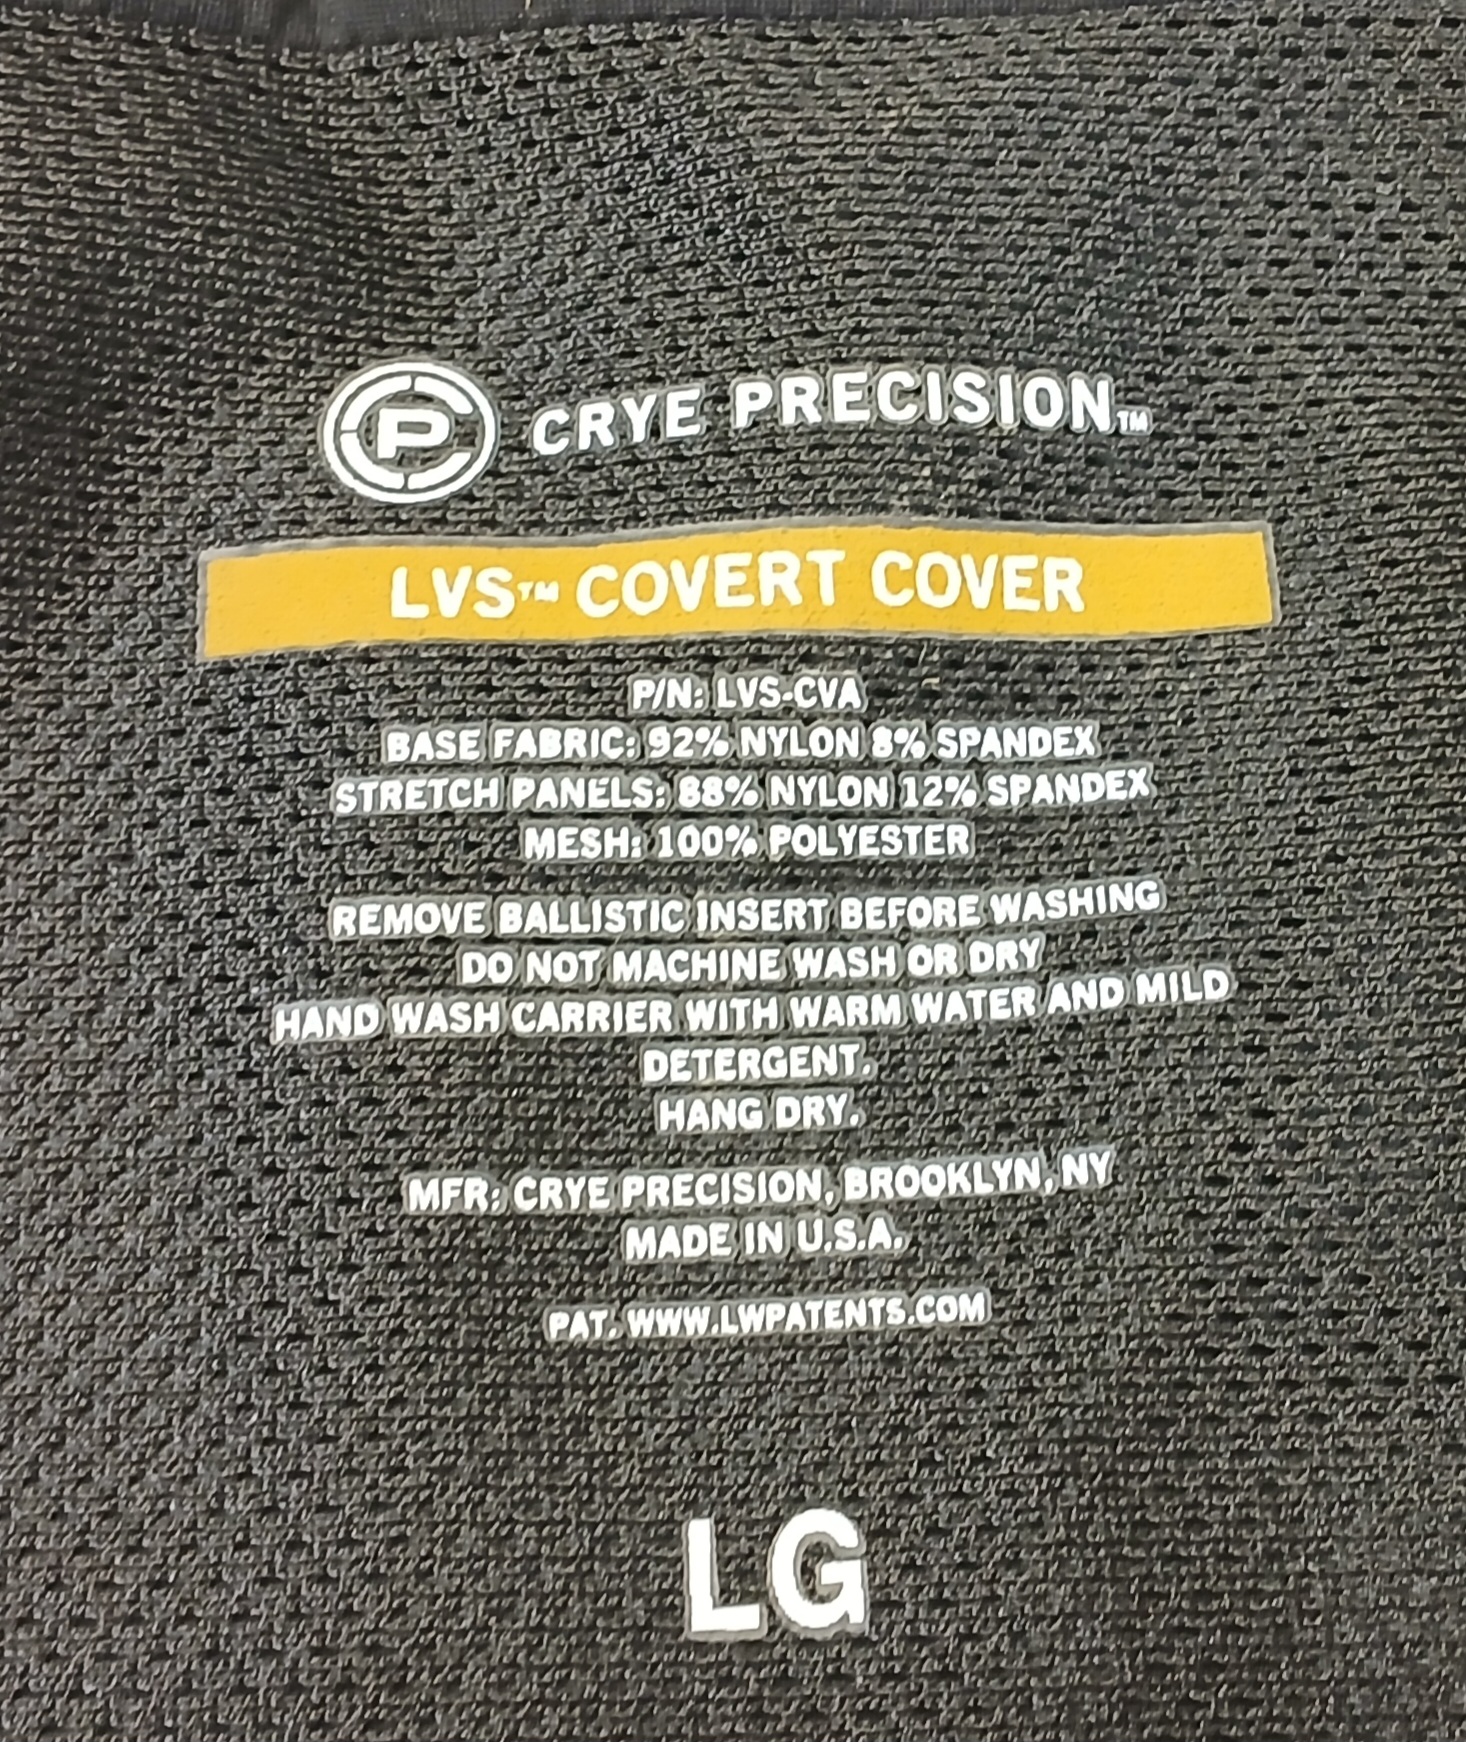 CP CRYE PRECISION™
LVS™ COVERT COVER
P/N: LVS-CVA
BASE FABRIC: 92% NYLON 8% SPANDEX
STRETCH PANELS: 88% NYLON 12% SPANDEX
MESH: 100% POLYESTER
REMOVE BALLISTIC INSERT BEFORE WASHING
DO NOT MACHINE WASH OR DRY
HAND WASH CARRIER WITH WARM WATER AND MILD
DETERGENT.
HANG DRY.
MFR: CRYE PRECISION, BROOKLYN, NY
MADE IN U.S.A.
PAT. WWW.LWPATENTS.COM
LG